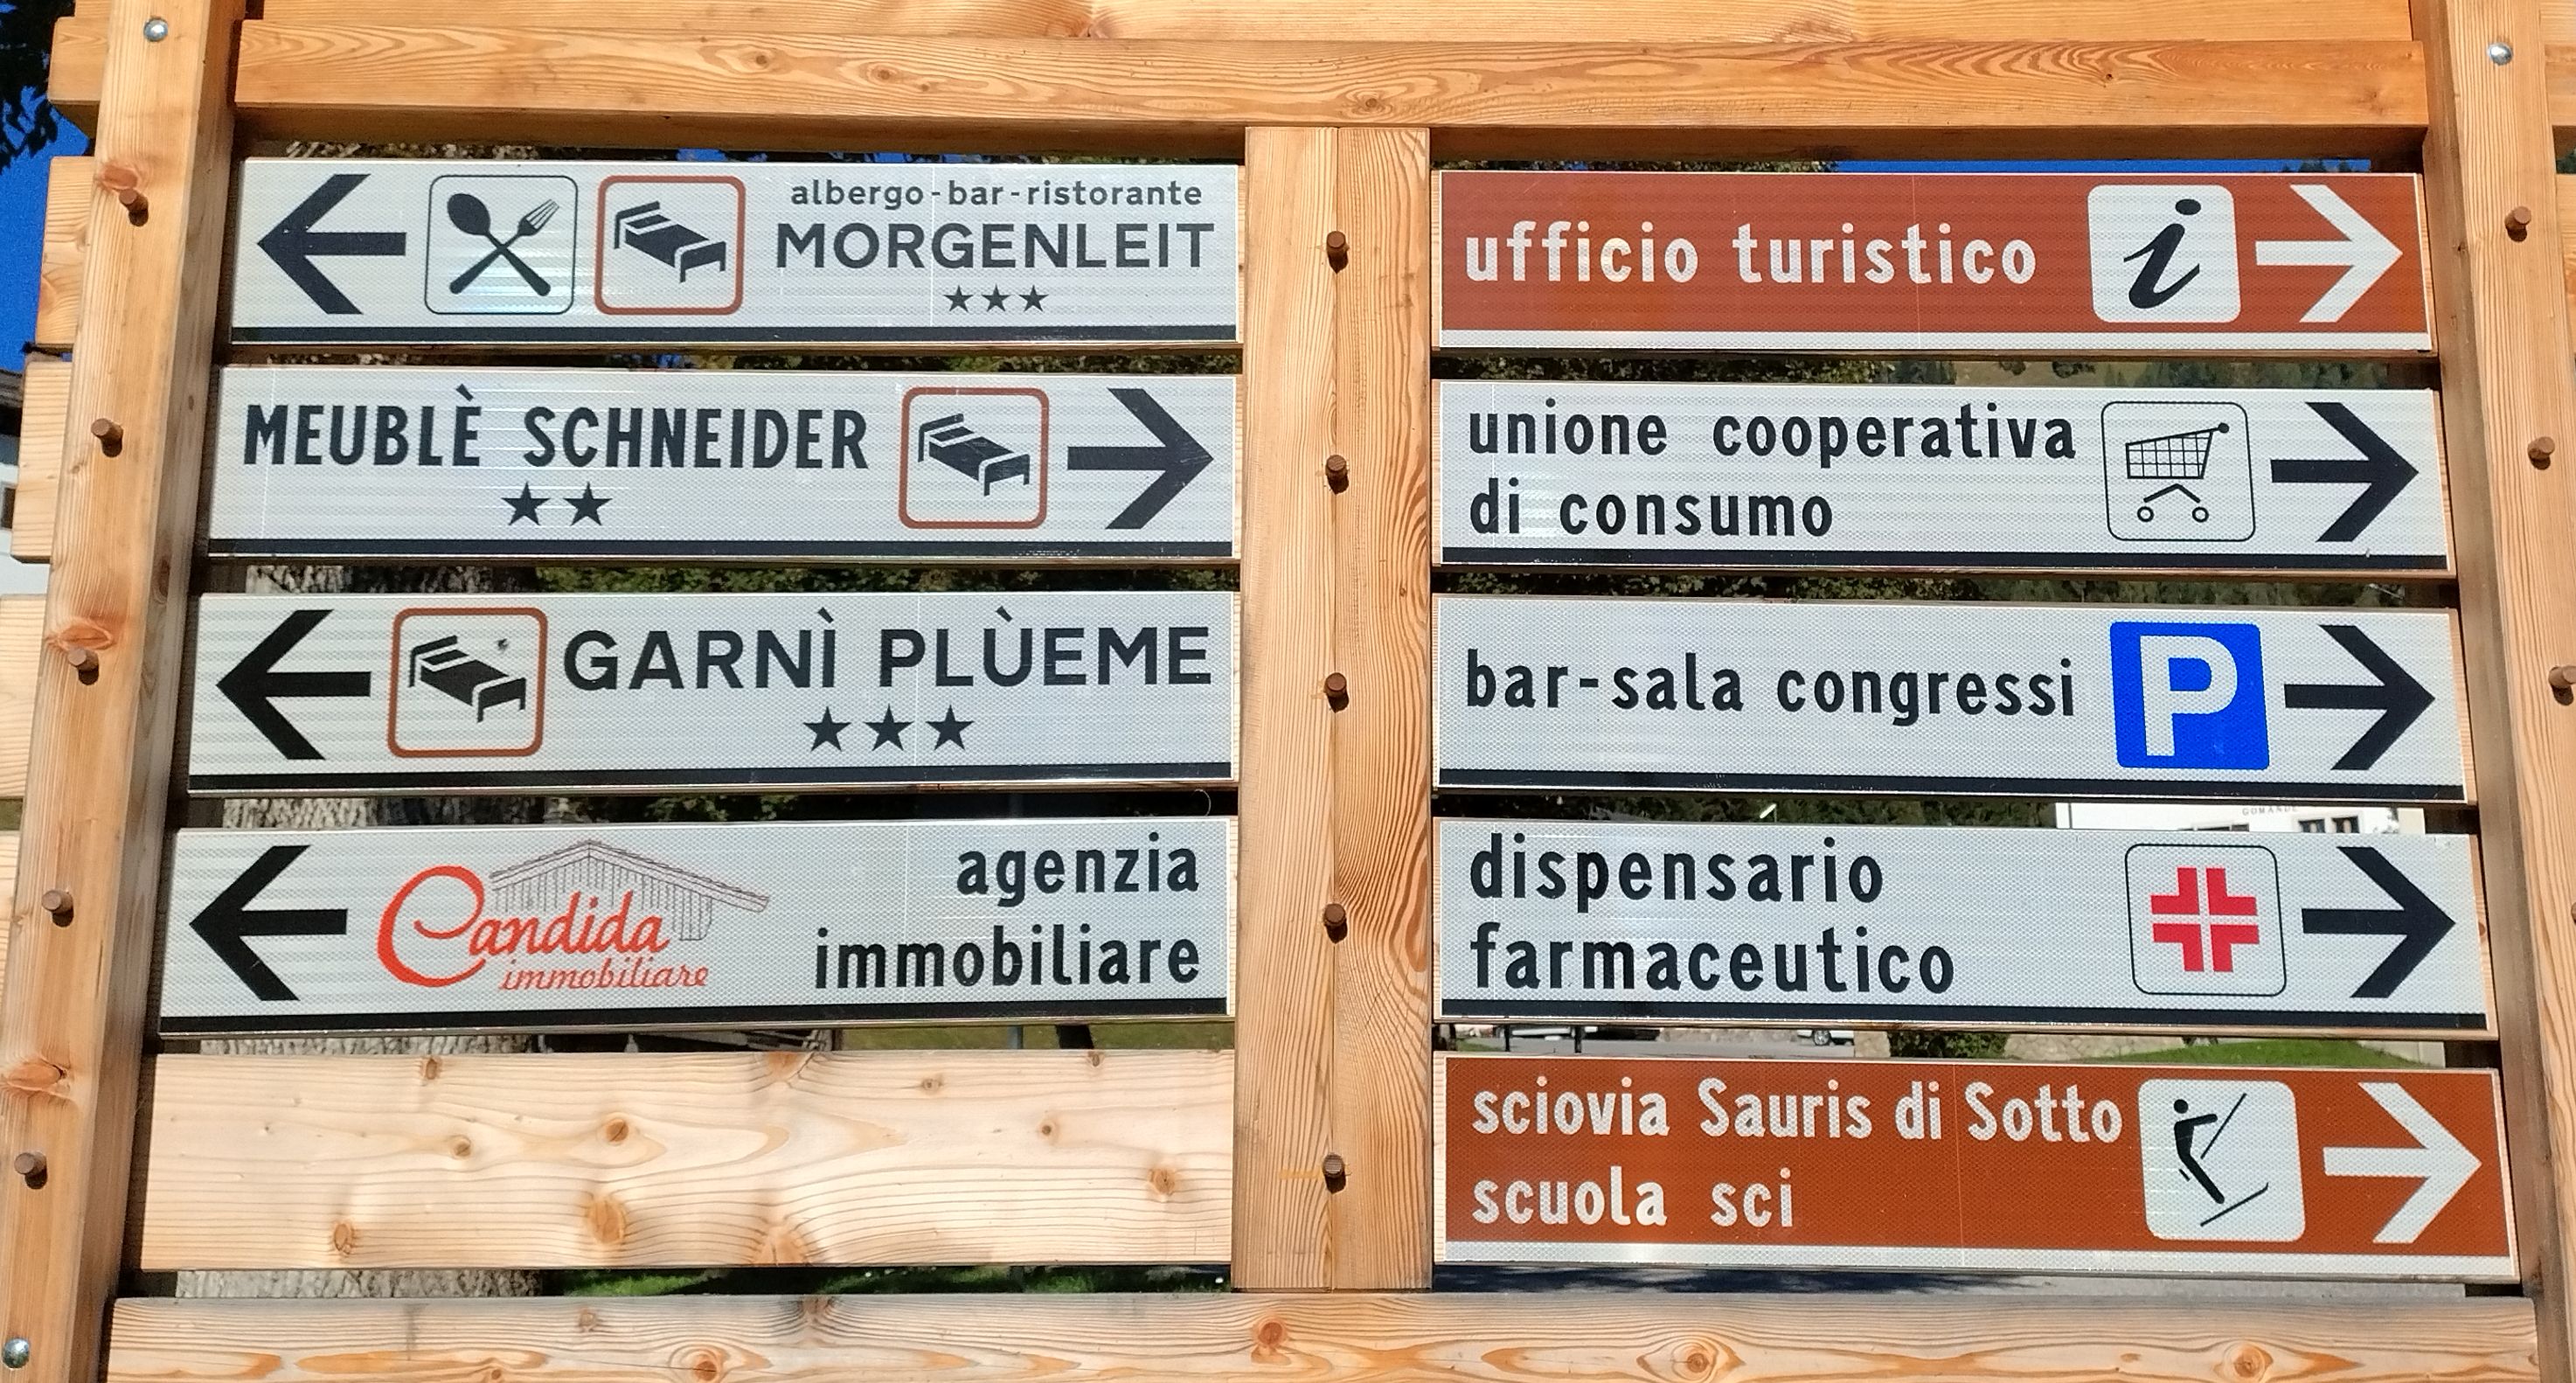 albergo-bar-ristorante
MORGENLEIT
MEUBLÈ SCHNEIDER
GARNÌ PLÙEME
Candida
immobiliare
agenzia
immobiliare
ufficio turistico
i
unione cooperativa
di consumo
bar-sala congressi
P
dispensario
farmaceutico
sciovia Sauris di Sotto
scuola sci